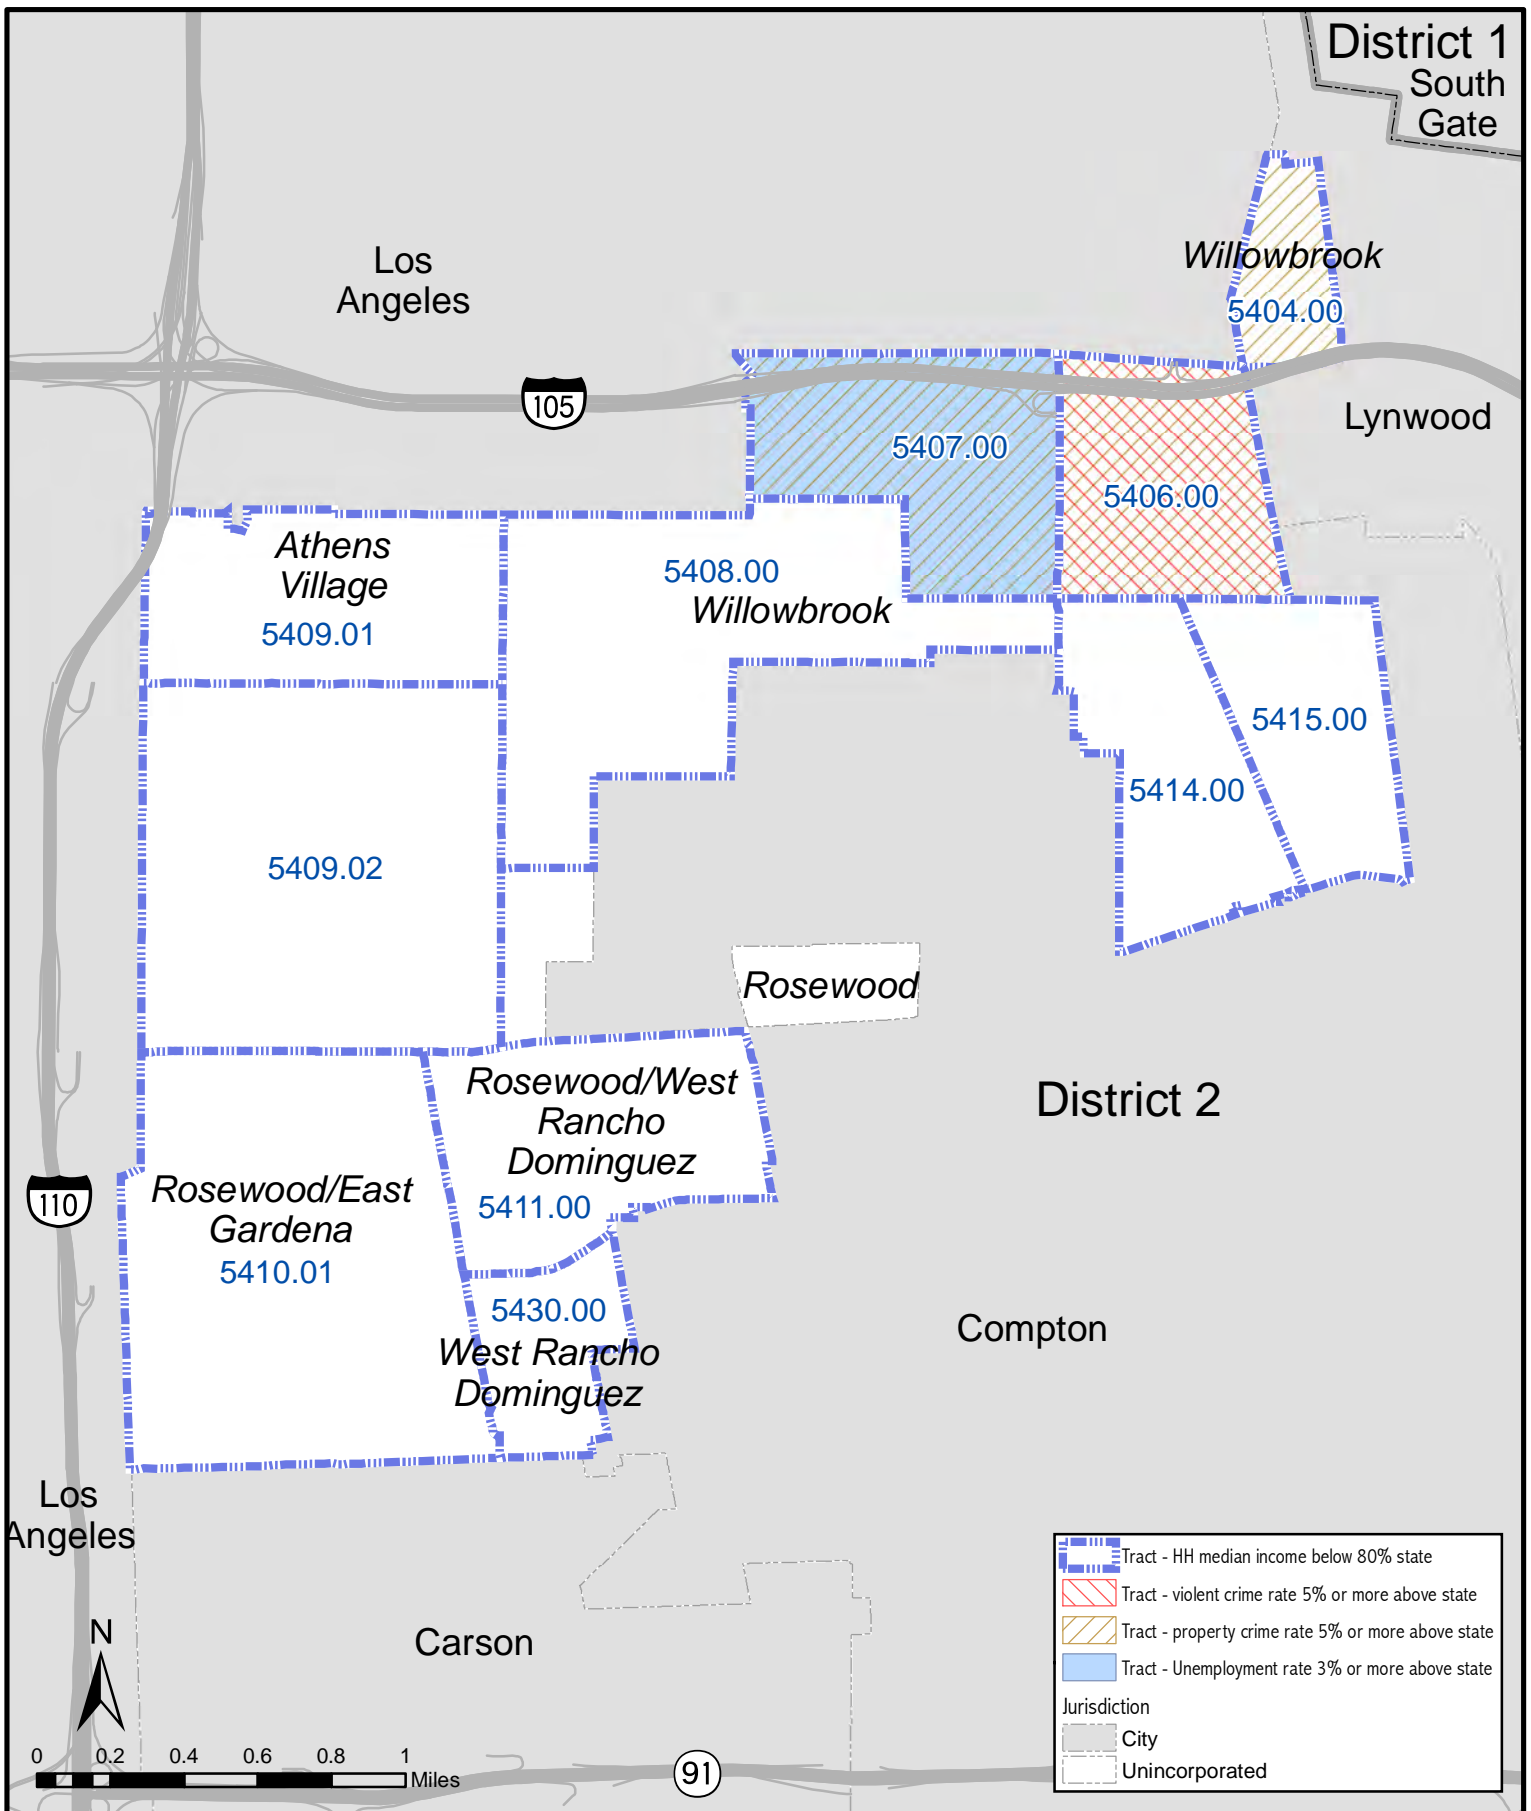 District 1
South
Gate
Los
Angeles
Willowbrook
5404.00
105
Lynwood
5407.00
5406.00
Athens
Village
5409.01
5408.00
Willowbrook
5415.00
5414.00
5409.02
Rosewood
Rosewood/West
Rancho
Dominguez
5411.00
District 2
110
Rosewood/East
Gardena
5410.01
5430.00
West Rancho
Dominguez
Compton
Los
Angeles
Carson
N
0 0.2 0.4 0.6 0.8 1
Miles
91
Tract - HH median income below 80% state
Tract - violent crime rate 5% or more above state
Tract - property crime rate 5% or more above state
Tract - Unemployment rate 3% or more above state
Jurisdiction
City
Unincorporated